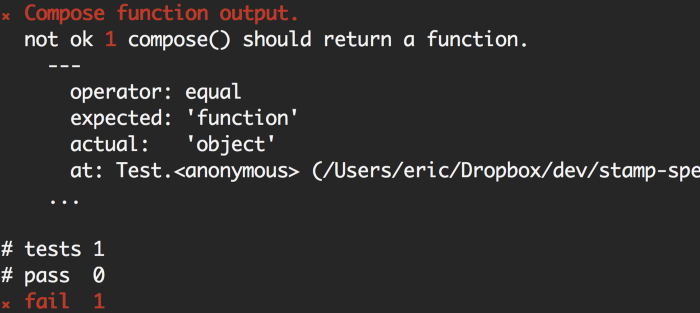 × Compose function output.
not ok 1 compose() should return a function.
---
operator: equal
expected: 'function'
actual: 'object'
at: Test.<anonymous> (/Users/eric/Dropbox/dev/stamp-spe
...
# tests 1
# pass 0
× fail 1